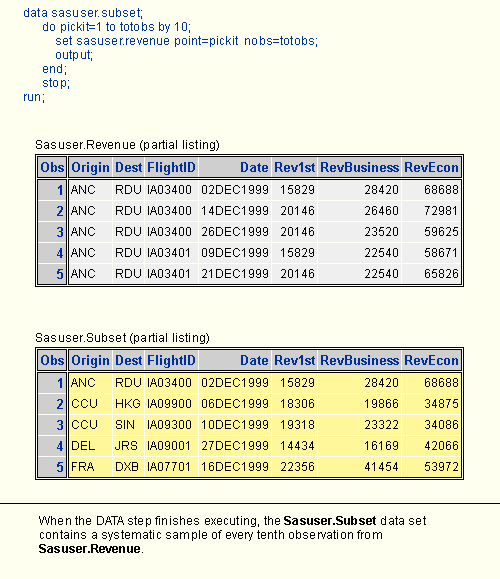 data sasuser.subset;
do pickit=1 to totobs by 10;
set sasuser.revenue point=pickit nobs=totobs;
output;
end;
stop;
run;
Sasuser.Revenue (partial listing)
Obs Origin Dest FlightID Date Rev1st RevBusiness RevEcon
1 ANC RDU IA03400 02DEC1999 15829 28420 68688
2 ANC RDU IA03400 14DEC1999 20146 26460 72981
3 ANC RDU IA03400 26DEC1999 20146 23520 59625
4 ANC RDU IA03401 09DEC1999 15829 22540 58671
5 ANC RDU IA03401 21DEC1999 20146 22540 65826
Sasuser.Subset (partial listing)
Obs Origin Dest FlightID Date Rev1st RevBusiness RevEcon
1 ANC RDU IA03400 02DEC1999 15829 28420 68688
2 CCU HKG IA09900 06DEC1999 18306 19866 34875
3 CCU SIN IA09300 10DEC1999 19318 23322 34086
4 DEL JRS IA09001 27DEC1999 14434 16169 42066
5 FRA DXB IA07701 16DEC1999 22356 41454 53972
When the DATA step finishes executing, the Sasuser.Subset data set
contains a systematic sample of every tenth observation from
Sasuser.Revenue.